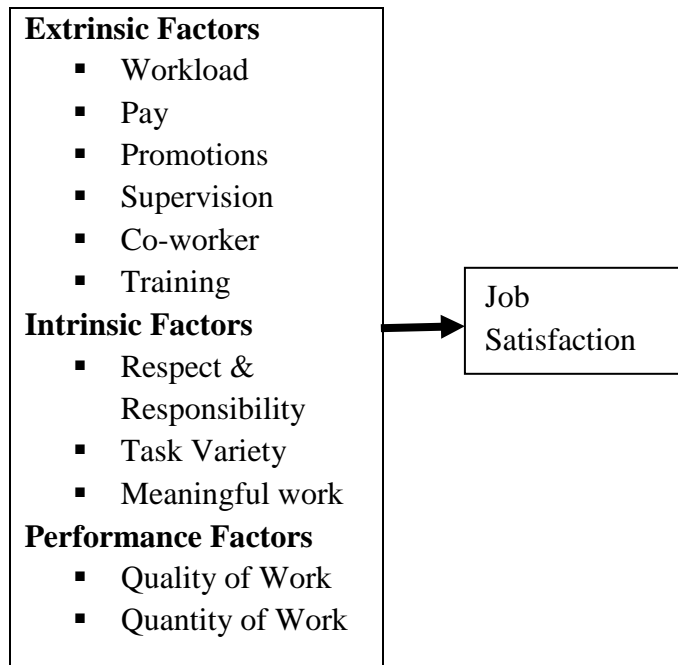 Extrinsic Factors
▪ Workload
▪ Pay
▪ Promotions
▪ Supervision
▪ Co-worker
▪ Training
Intrinsic Factors
▪ Respect &
Responsibility
▪ Task Variety
▪ Meaningful work
Performance Factors
▪ Quality of Work
▪ Quantity of Work
Job
Satisfaction